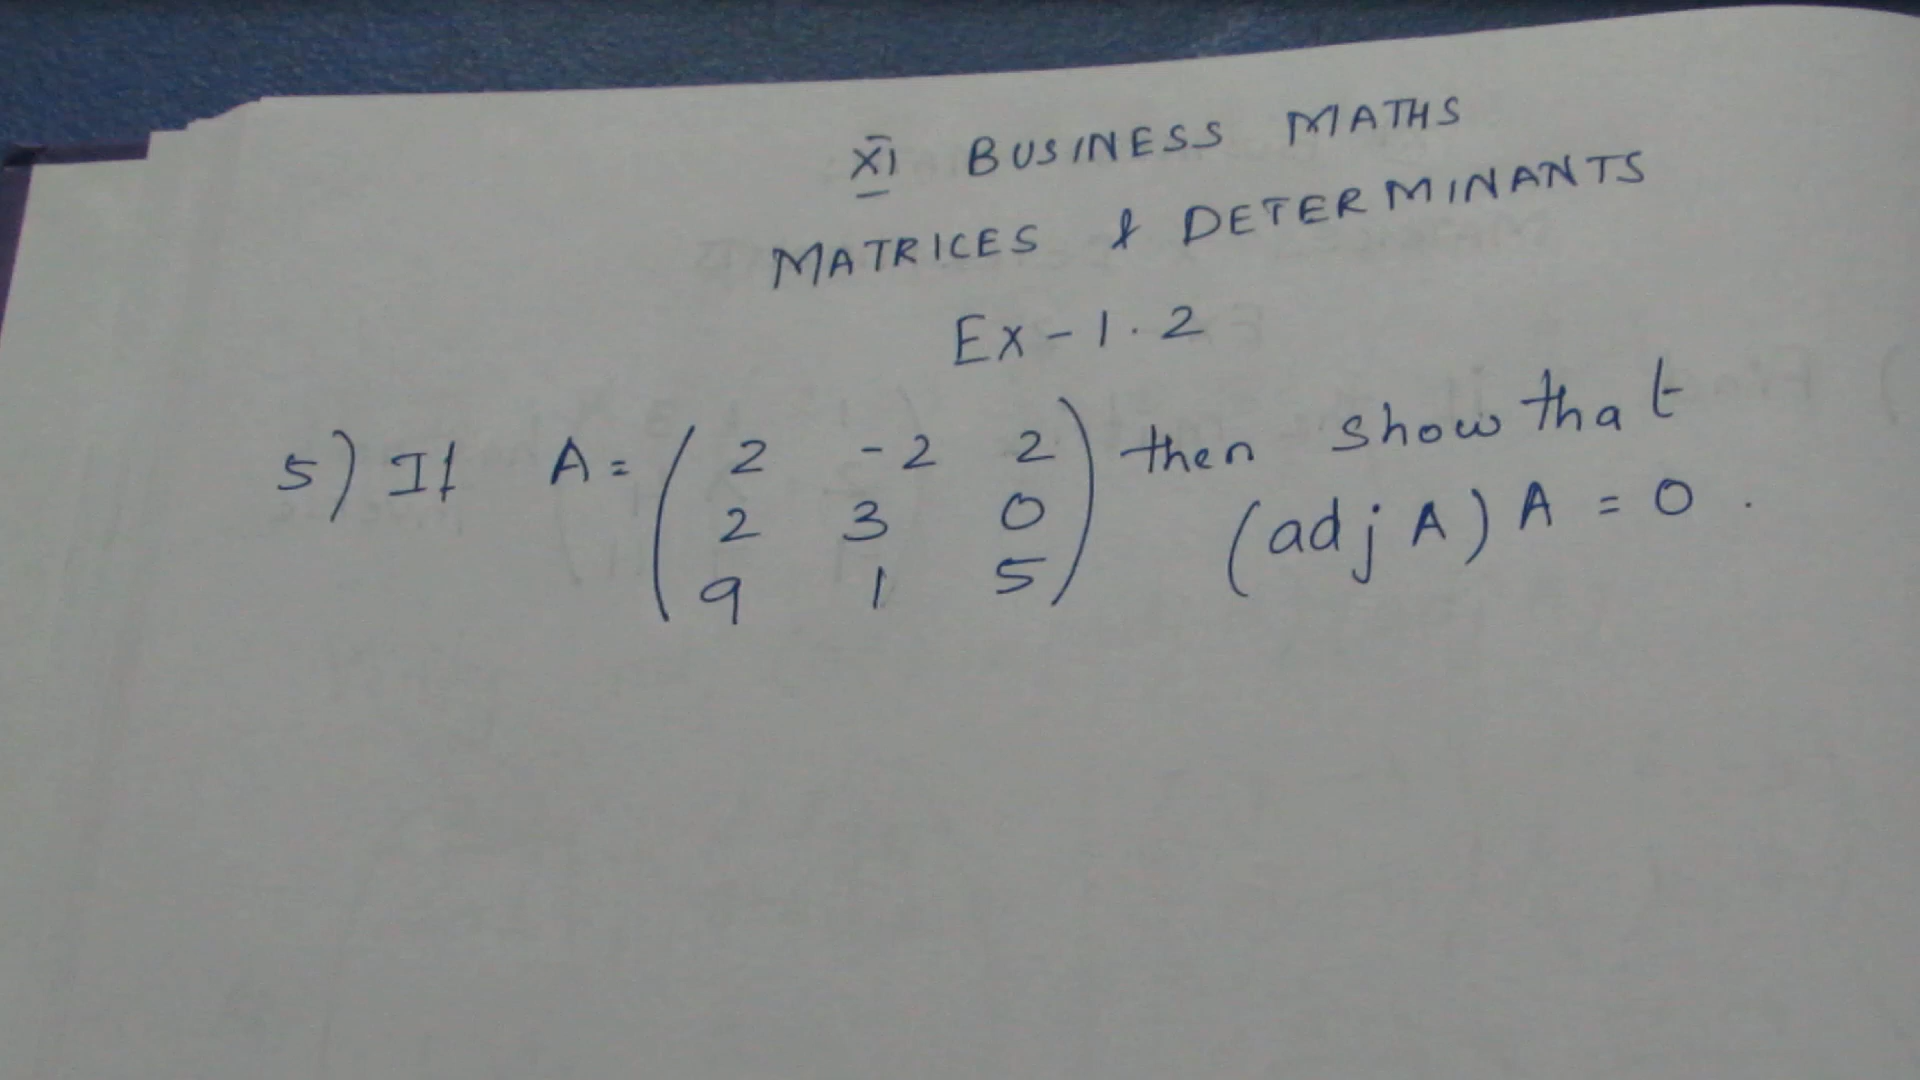 XI BUSINESS MATHS
MATRICES & DETERMINANTS
Ex-1.2
5) If A = ( 2 -2 2 ) then show that
2 3 0 (adj A) A = 0.
9 1 5